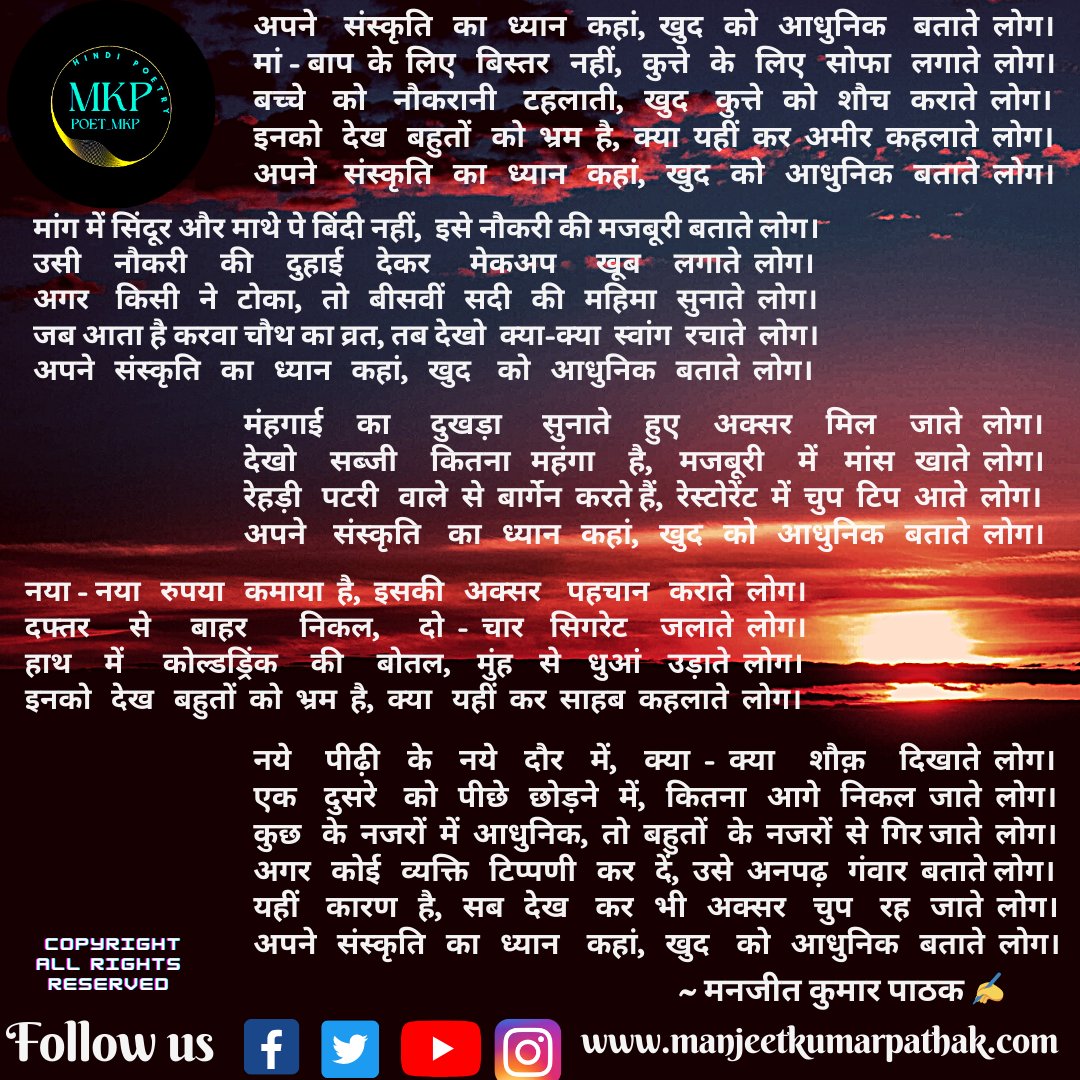 HINDI POETRY
MKP
POET_MKP
अपने संस्कृति का ध्यान कहां, खुद को आधुनिक बताते लोग।
मां - बाप के लिए बिस्तर नहीं, कुत्ते के लिए सोफा लगाते लोग।
बच्चे को नौकरानी टहलाती, खुद कुत्ते को शौच कराते लोग।
इनको देख बहुतों को भ्रम है, क्या यहीं कर अमीर कहलाते लोग।
अपने संस्कृति का ध्यान कहां, खुद को आधुनिक बताते लोग।
मांग में सिंदूर और माथे पे बिंदी नहीं, इसे नौकरी की मजबूरी बताते लोग।
उसी नौकरी की दुहाई देकर मेकअप खूब लगाते लोग।
अगर किसी ने टोका, तो बीसवीं सदी की महिमा सुनाते लोग।
जब आता है करवा चौथ का व्रत, तब देखो क्या-क्या स्वांग रचाते लोग।
अपने संस्कृति का ध्यान कहां, खुद को आधुनिक बताते लोग।
मंहगाई का दुखड़ा सुनाते हुए अक्सर मिल जाते लोग।
देखो सब्जी कितना महंगा है, मजबूरी में मांस खाते लोग।
रेहड़ी पटरी वाले से बार्गेन करते हैं, रेस्टोरेंट में चुप टिप आते लोग।
अपने संस्कृति का ध्यान कहां, खुद को आधुनिक बताते लोग।
नया - नया रुपया कमाया है, इसकी अक्सर पहचान कराते लोग।
दफ्तर से बाहर निकल, दो - चार सिगरेट जलाते लोग।
हाथ में कोल्डड्रिंक की बोतल, मुंह से धुआं उड़ाते लोग।
इनको देख बहुतों को भ्रम है, क्या यहीं कर साहब कहलाते लोग।
नये पीढ़ी के नये दौर में, क्या - क्या शौक़ दिखाते लोग।
एक दुसरे को पीछे छोड़ने में, कितना आगे निकल जाते लोग।
कुछ के नजरों में आधुनिक, तो बहुतों के नजरों से गिर जाते लोग।
अगर कोई व्यक्ति टिप्पणी कर दें, उसे अनपढ़ गंवार बताते लोग।
यहीं कारण है, सब देख कर भी अक्सर चुप रह जाते लोग।
अपने संस्कृति का ध्यान कहां, खुद को आधुनिक बताते लोग।
~ मनजीत कुमार पाठक ✍️
COPYRIGHT
ALL RIGHTS
RESERVED
Follow us
www.manjeetkumarpathak.com